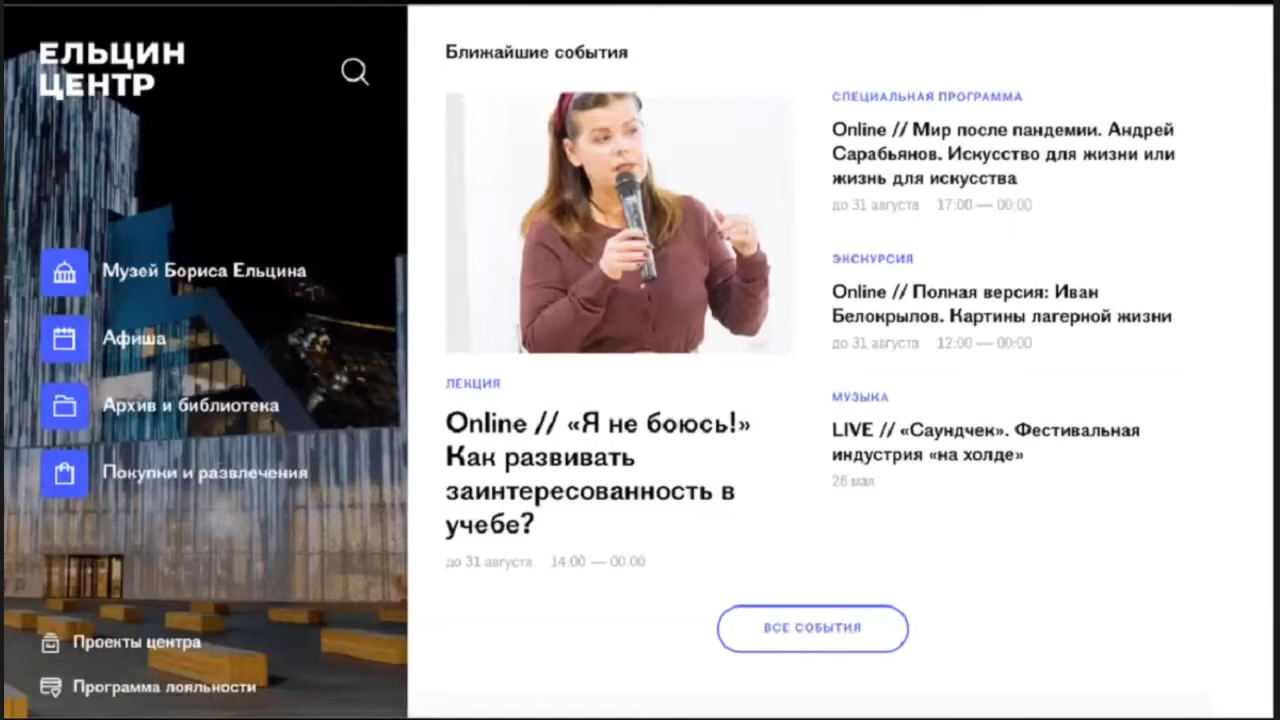 ЕЛЬЦИН
ЦЕНТР
Музей Бориса Ельцина
Афиша
Архив и библиотека
Покупки и развлечения
Проекты центра
Программа лояльности
Ближайшие события
ЛЕКЦИЯ
Online // «Я не боюсь!»
Как развивать
заинтересованность в
учебе?
до 31 августа 14:00 — 00:00
СПЕЦИАЛЬНАЯ ПРОГРАММА
Online // Мир после пандемии. Андрей
Сарабьянов. Искусство для жизни или
жизнь для искусства
до 31 августа 17:00 — 00:00
ЭКСКУРСИЯ
Online // Полная версия: Иван
Белокрылов. Картины лагерной жизни
до 31 августа 12:00 — 00:00
МУЗЫКА
LIVE // «Саундчек». Фестивальная
индустрия «на холде»
26 мая
ВСЕ СОБЫТИЯ